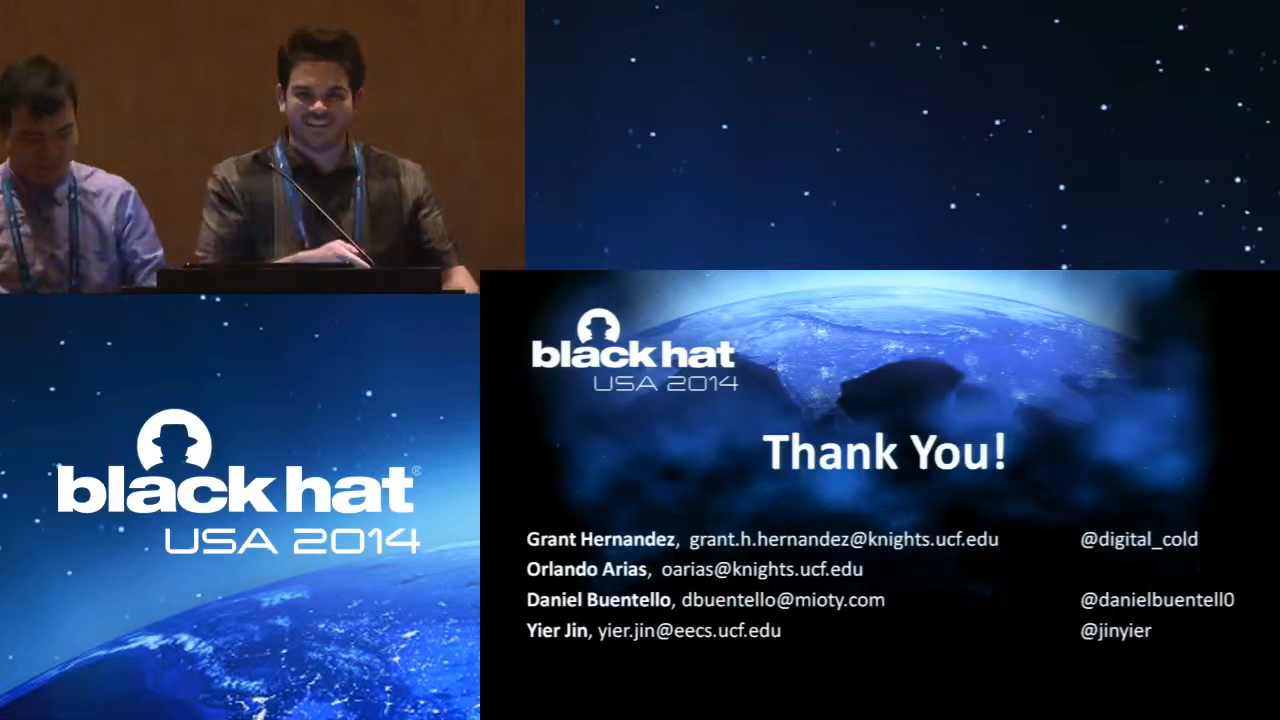 black hat®
USA 2014
black hat
USA 2014
Thank You!
Grant Hernandez, grant.h.hernandez@knights.ucf.edu @digital_cold
Orlando Arias, oarias@knights.ucf.edu
Daniel Buentello, dbuentello@mioty.com @danielbuentell0
Yier Jin, yier.jin@eecs.ucf.edu @jinyier